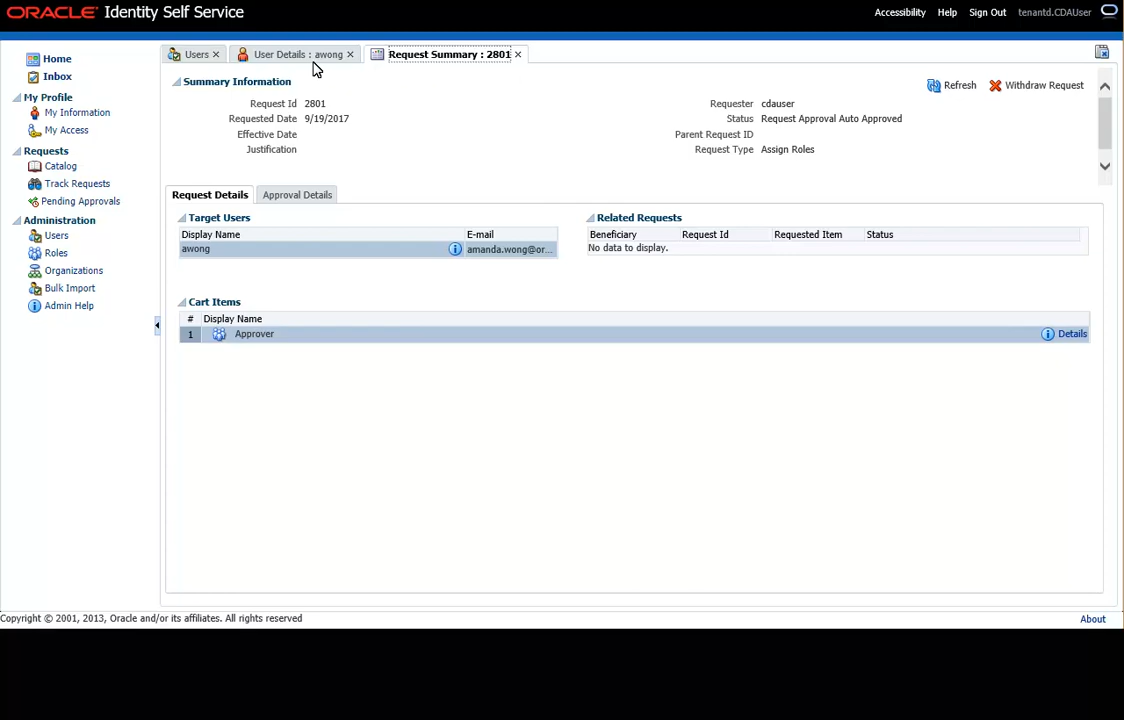 ORACLE Identity Self Service
Accessibility Help Sign Out tenantd.CDAUser
Home
Inbox
My Profile
My Information
My Access
Requests
Catalog
Track Requests
Pending Approvals
Administration
Users
Roles
Organizations
Bulk Import
Admin Help
Users
User Details : awong
Request Summary : 2801
Summary Information
Refresh
Withdraw Request
Request Id 2801
Requested Date 9/19/2017
Effective Date
Justification
Requester cdauser
Status Request Approval Auto Approved
Parent Request ID
Request Type Assign Roles
Request Details Approval Details
Target Users
Display Name E-mail
awong amanda.wong@or...
Related Requests
Beneficiary Request Id Requested Item Status
No data to display.
Cart Items
# Display Name
1 Approver Details
Copyright © 2001, 2013, Oracle and/or its affiliates. All rights reserved
About